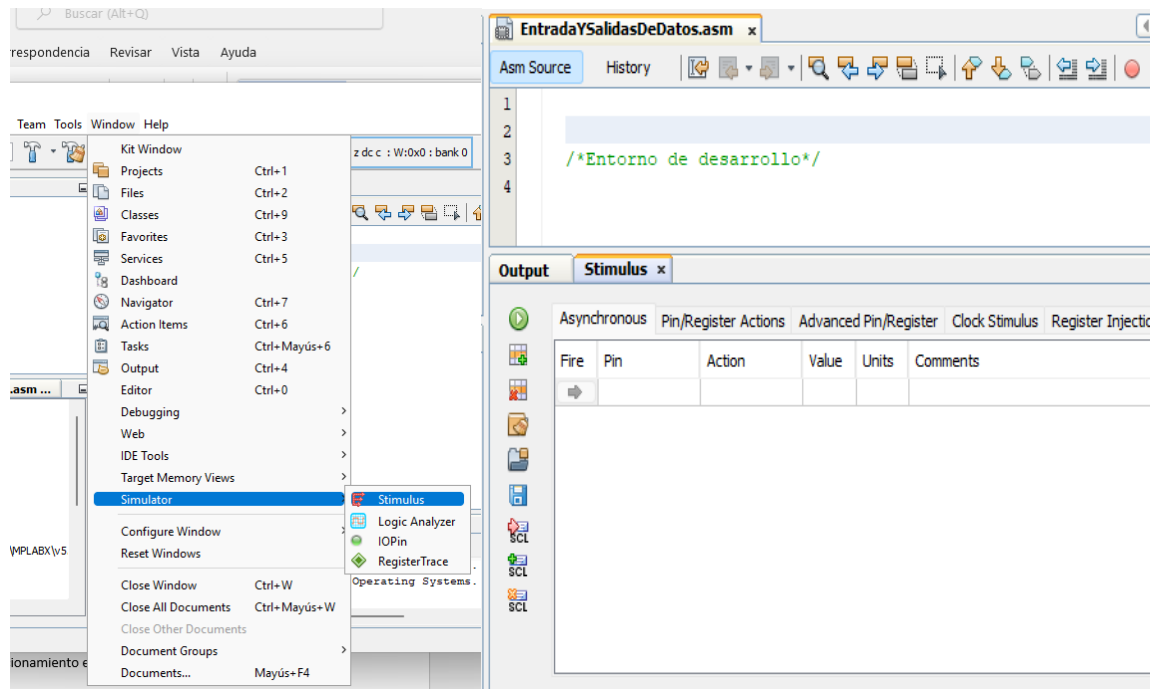 Buscar (Alt+Q)
Revisar Vista Ayuda
Team Tools Window Help
z dc c : W:0x0 : bank 0
Kit Window
Projects Ctrl+1
Files Ctrl+2
Classes Ctrl+9
Favorites Ctrl+3
Services Ctrl+5
Dashboard
Navigator Ctrl+7
Action Items Ctrl+6
Tasks Ctrl+Mayús+6
Output Ctrl+4
Editor Ctrl+0
Debugging
Web
IDE Tools
Target Memory Views
Simulator
Configure Window
Reset Windows
Close Window Ctrl+W
Close All Documents Ctrl+Mayús+W
Close Other Documents
Document Groups
Documents... Mayús+F4
Stimulus
Logic Analyzer
IOPin
RegisterTrace
/
.asm ...
\MPLABX\v5
Operating Systems.
EntradaYSalidasDeDatos.asm x
Asm Source History
1
2
3 /*Entorno de desarrollo*/
4
Output Stimulus x
Asynchronous Pin/Register Actions Advanced Pin/Register Clock Stimulus Register Injectio
Fire Pin Action Value Units Comments
SCL
SCL
SCL